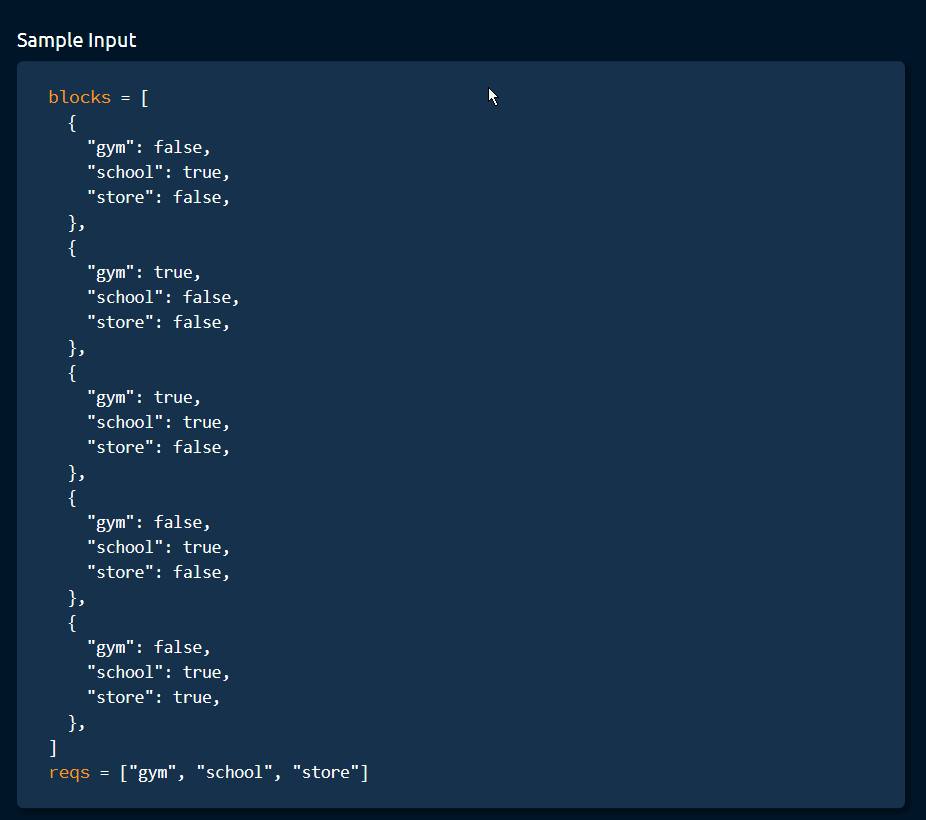 Sample Input
blocks = [
  {
    "gym": false,
    "school": true,
    "store": false,
  },
  {
    "gym": true,
    "school": false,
    "store": false,
  },
  {
    "gym": true,
    "school": true,
    "store": false,
  },
  {
    "gym": false,
    "school": true,
    "store": false,
  },
  {
    "gym": false,
    "school": true,
    "store": true,
  },
]
reqs = ["gym", "school", "store"]